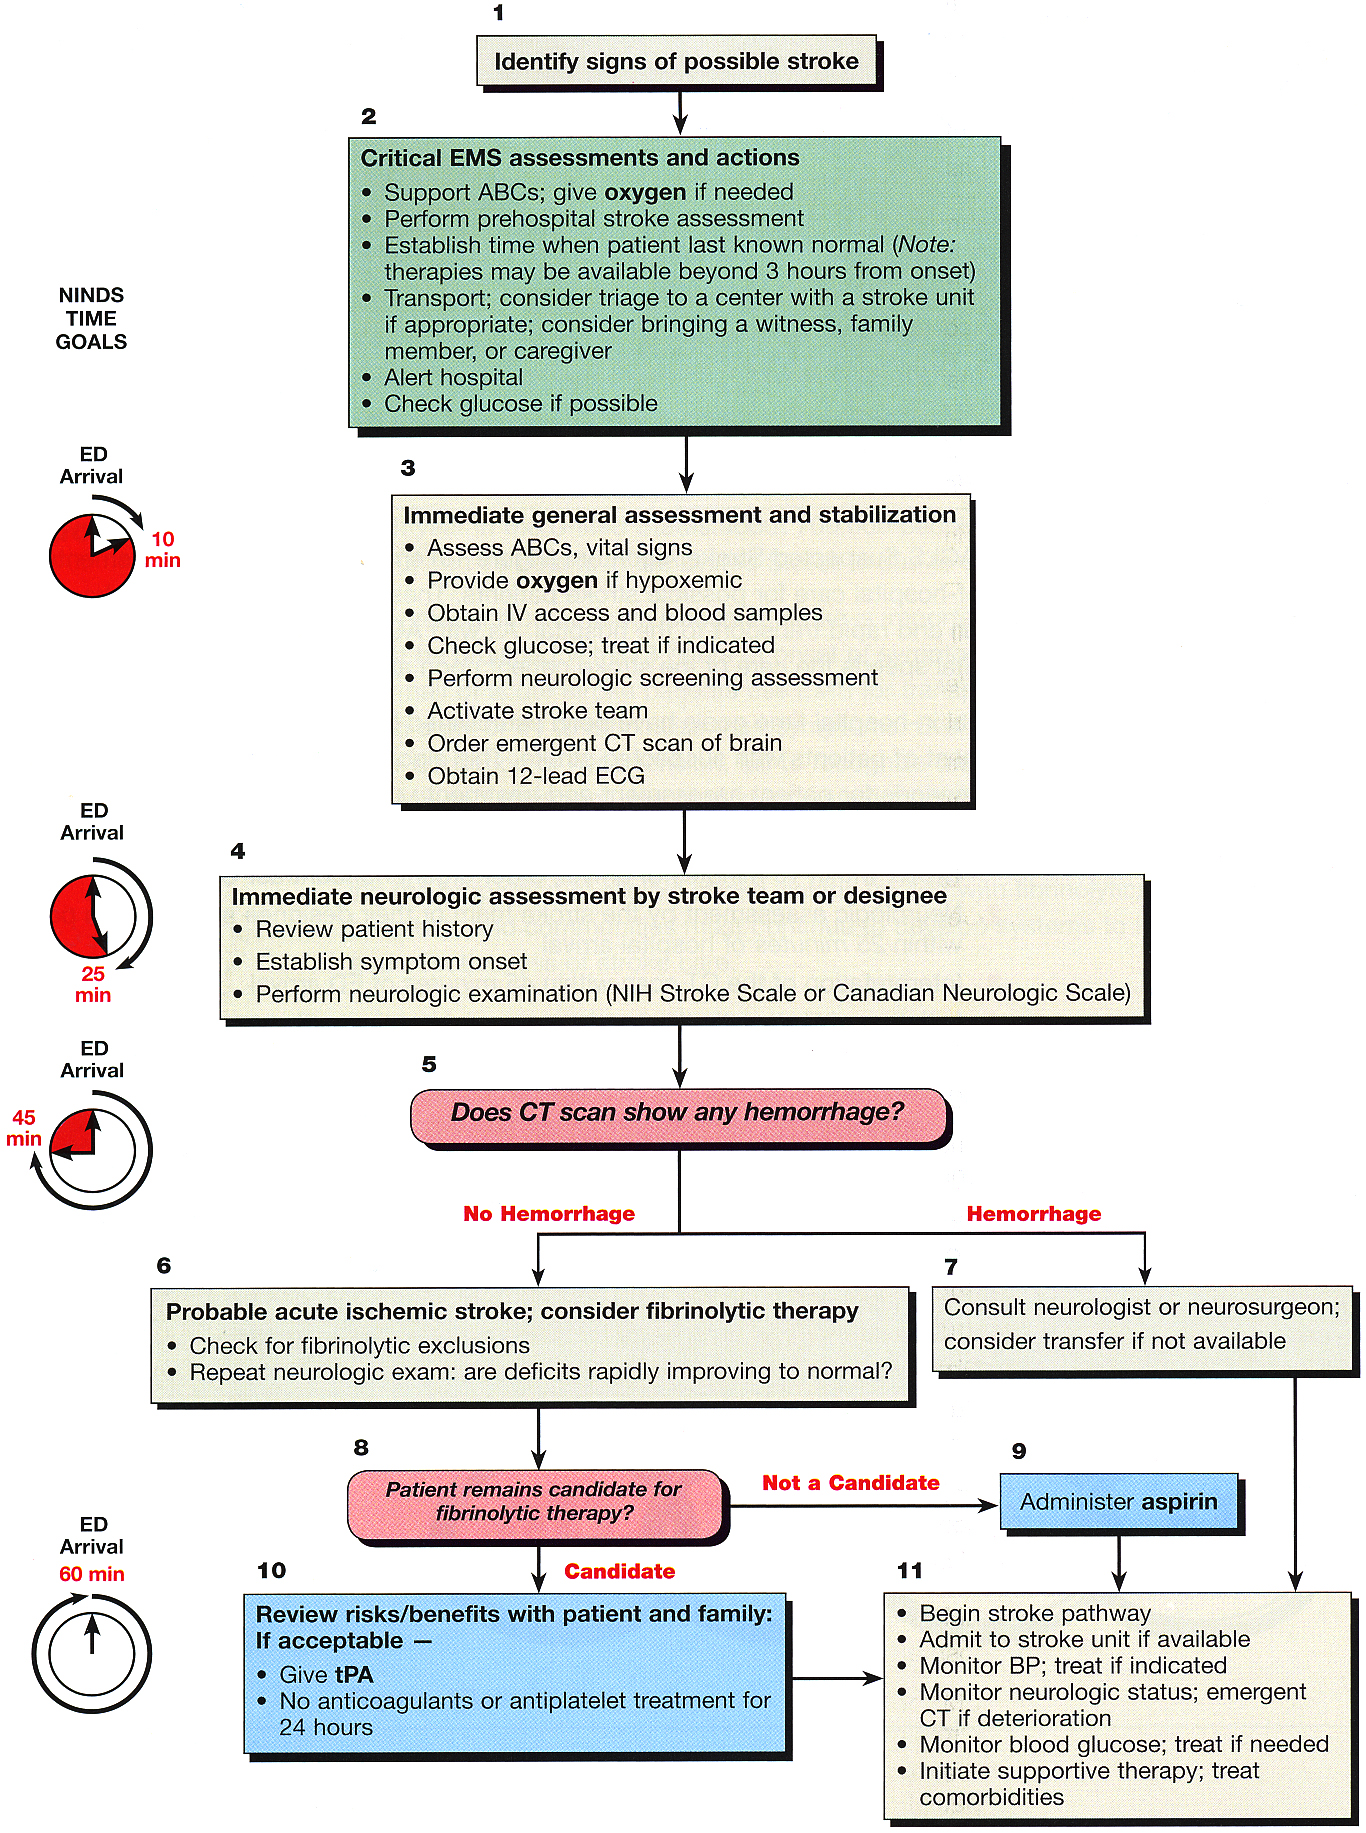 1
Identify signs of possible stroke
2
Critical EMS assessments and actions
• Support ABCs; give oxygen if needed
• Perform prehospital stroke assessment
• Establish time when patient last known normal (Note:
therapies may be available beyond 3 hours from onset)
• Transport; consider triage to a center with a stroke unit
if appropriate; consider bringing a witness, family
member, or caregiver
• Alert hospital
• Check glucose if possible
NINDS
TIME
GOALS
ED
Arrival
10
min
3
Immediate general assessment and stabilization
• Assess ABCs, vital signs
• Provide oxygen if hypoxemic
• Obtain IV access and blood samples
• Check glucose; treat if indicated
• Perform neurologic screening assessment
• Activate stroke team
• Order emergent CT scan of brain
• Obtain 12-lead ECG
ED
Arrival
25
min
4
Immediate neurologic assessment by stroke team or designee
• Review patient history
• Establish symptom onset
• Perform neurologic examination (NIH Stroke Scale or Canadian Neurologic Scale)
ED
Arrival
45
min
5
Does CT scan show any hemorrhage?
No Hemorrhage
Hemorrhage
6
Probable acute ischemic stroke; consider fibrinolytic therapy
• Check for fibrinolytic exclusions
• Repeat neurologic exam: are deficits rapidly improving to normal?
7
Consult neurologist or neurosurgeon;
consider transfer if not available
8
Patient remains candidate for
fibrinolytic therapy?
Not a Candidate
9
Administer aspirin
Candidate
ED
Arrival
60 min
10
Review risks/benefits with patient and family:
If acceptable —
• Give tPA
• No anticoagulants or antiplatelet treatment for
24 hours
11
• Begin stroke pathway
• Admit to stroke unit if available
• Monitor BP; treat if indicated
• Monitor neurologic status; emergent
CT if deterioration
• Monitor blood glucose; treat if needed
• Initiate supportive therapy; treat
comorbidities